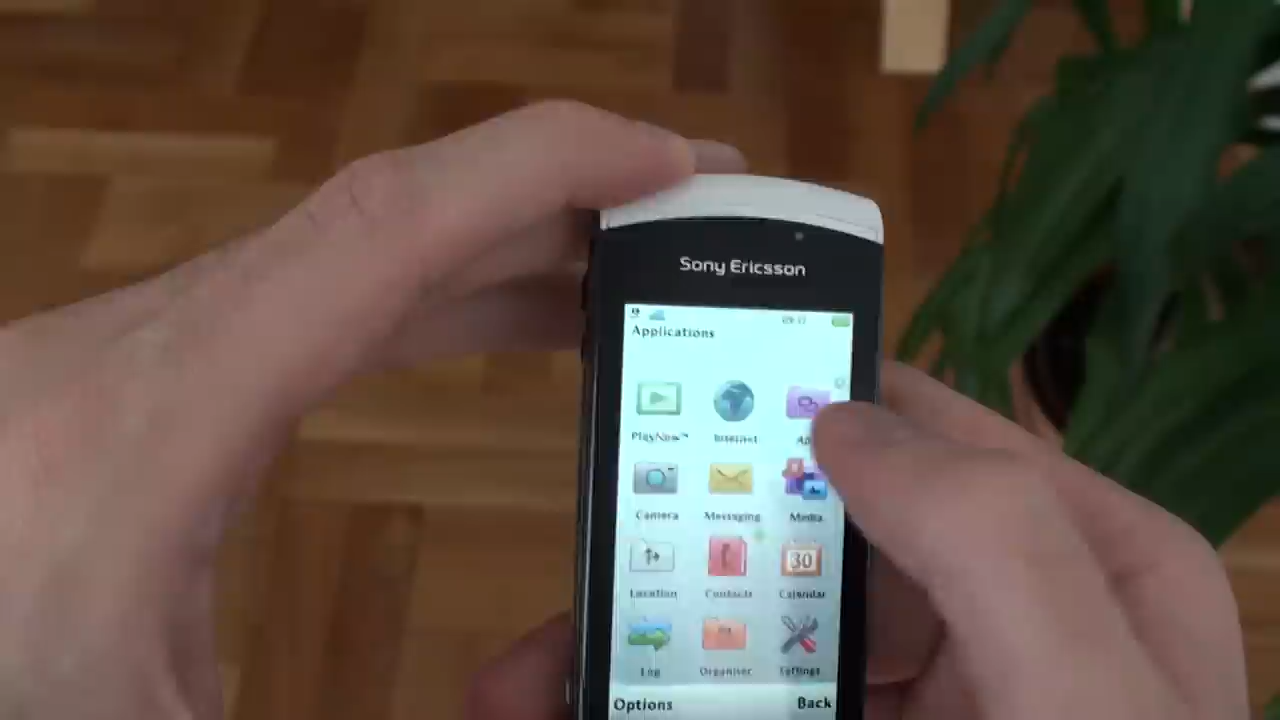 Sony Ericsson
Applications
PlayNow™ Internet
Camera Messaging Media
Location Contacts 30 Calendar
Log Organiser Settings
Options Back